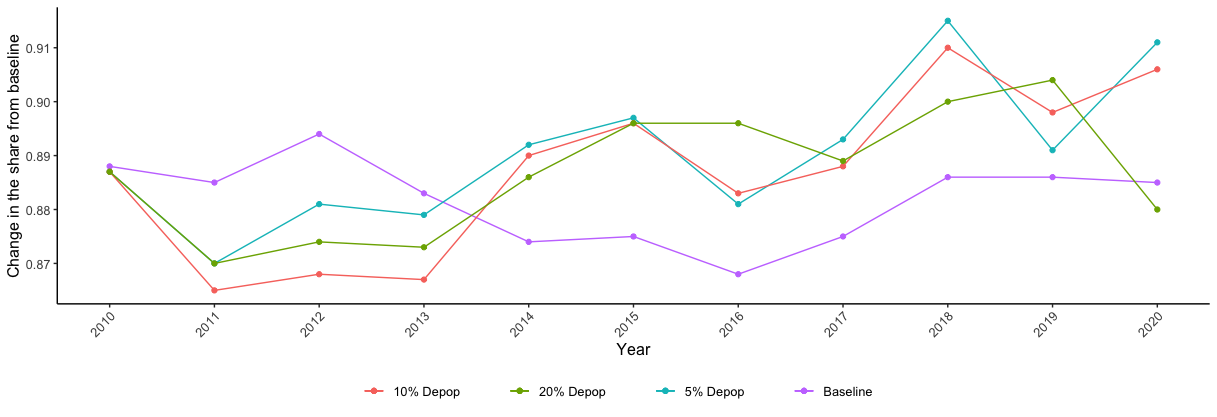 Change in the share from baseline
0.91
0.90
0.89
0.88
0.87
2010 2011 2012 2013 2014 2015 2016 2017 2018 2019 2020
Year
10% Depop 20% Depop 5% Depop Baseline